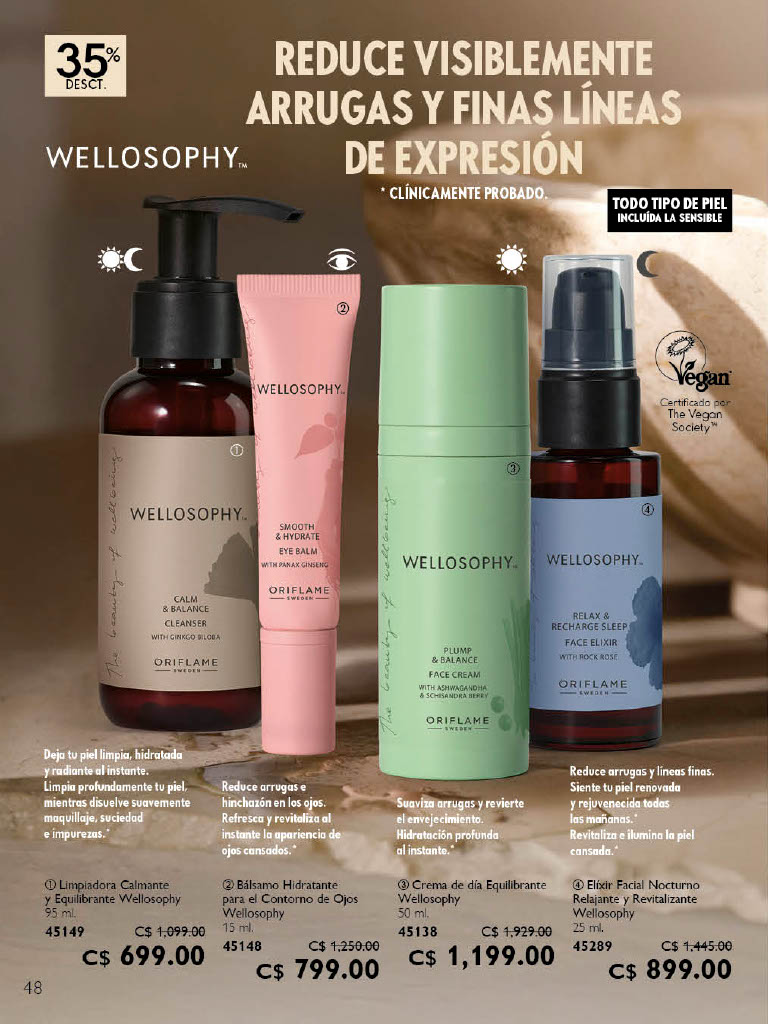 35%
DESCT.
REDUCE VISIBLEMENTE
ARRUGAS Y FINAS LÍNEAS
DE EXPRESIÓN
* CLÍNICAMENTE PROBADO.
WELLOSOPHY™
TODO TIPO DE PIEL
INCLUÍDA LA SENSIBLE
Vegan
Certificado por
The Vegan
Society™
①
WELLOSOPHY™
The beauty of wellbeing
CALM
& BALANCE
CLEANSER
WITH GINKGO BILOBA
ORIFLAME
SWEDEN
②
WELLOSOPHY™
SMOOTH
& HYDRATE
EYE BALM
WITH PANAX GINSENG
ORIFLAME
SWEDEN
③
WELLOSOPHY™
The beauty of wellbeing
PLUMP
& BALANCE
FACE CREAM
WITH ASHWAGANDHA
& SCHISANDRA BERRY
ORIFLAME
SWEDEN
④
WELLOSOPHY™
RELAX &
RECHARGE SLEEP
FACE ELIXIR
WITH ROCK ROSE
ORIFLAME
SWEDEN
Deja tu piel limpia, hidratada
y radiante al instante.
Limpia profundamente tu piel,
mientras disuelve suavemente
maquillaje, suciedad
e impurezas.*
Reduce arrugas e
hinchazón en los ojos.
Refresca y revitaliza al
instante la apariencia de
ojos cansados.*
Suaviza arrugas y revierte
el envejecimiento.
Hidratación profunda
al instante.*
Reduce arrugas y líneas finas.
Siente tu piel renovada
y rejuvenecida todas
las mañanas.*
Revitaliza e ilumina la piel
cansada.*
① Limpiadora Calmante
y Equilibrante Wellosophy
95 ml.
45149 C$ 1,099.00
C$ 699.00
② Bálsamo Hidratante
para el Contorno de Ojos
Wellosophy
15 ml.
45148 C$ 1,250.00
C$ 799.00
③ Crema de día Equilibrante
Wellosophy
50 ml.
45138 C$ 1,929.00
C$ 1,199.00
④ Elixir Facial Nocturno
Relajante y Revitalizante
Wellosophy
25 ml.
45289 C$ 1,445.00
C$ 899.00
48